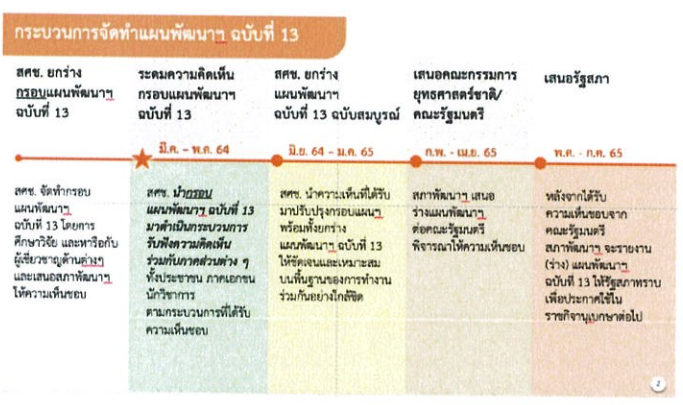 กระบวนการจัดทำแผนพัฒนาฯ ฉบับที่ 13
สศช. ยกร่าง
กรอบแผนพัฒนาฯ
ฉบับที่ 13
ระดมความคิดเห็น
กรอบแผนพัฒนาฯ
ฉบับที่ 13
สศช. ยกร่าง
แผนพัฒนาฯ
ฉบับที่ 13 ฉบับสมบูรณ์
เสนอคณะกรรมการ
ยุทธศาสตร์ชาติ/
คณะรัฐมนตรี
เสนอรัฐสภา
มี.ค. – พ.ค. 64
มิ.ย. 64 – ม.ค. 65
ก.พ. - เม.ย. 65
พ.ค. - ก.ค. 65
สศช. จัดทำกรอบ
แผนพัฒนาฯ
ฉบับที่ 13 โดยการ
ศึกษาวิจัย และหารือกับ
ผู้เชี่ยวชาญด้านต่างๆ
และเสนอสภาพัฒนาฯ
ให้ความเห็นชอบ
สศช. นำกรอบ
แผนพัฒนาฯ ฉบับที่ 13
มาดำเนินกระบวนการ
รับฟังความคิดเห็น
ร่วมกับภาคส่วนต่าง ๆ
ทั้งประชาชน ภาคเอกชน
นักวิชาการ
ตามกระบวนการที่ได้รับ
ความเห็นชอบ
สศช. นำความเห็นที่ได้รับ
มาปรับปรุงกรอบแผนฯ
พร้อมทั้งยกร่าง
แผนพัฒนาฯ ฉบับที่ 13
ให้ชัดเจนและเหมาะสม
บนพื้นฐานของการทำงาน
ร่วมกันอย่างใกล้ชิด
สภาพัฒนาฯ เสนอ
ร่างแผนพัฒนาฯ
ต่อคณะรัฐมนตรี
พิจารณาให้ความเห็นชอบ
หลังจากได้รับ
ความเห็นชอบจาก
คณะรัฐมนตรี
สภาพัฒนาฯ จะรายงาน
(ร่าง) แผนพัฒนาฯ
ฉบับที่ 13 ให้รัฐสภาทราบ
เพื่อประกาศใช้ใน
ราชกิจจานุเบกษาต่อไป
2